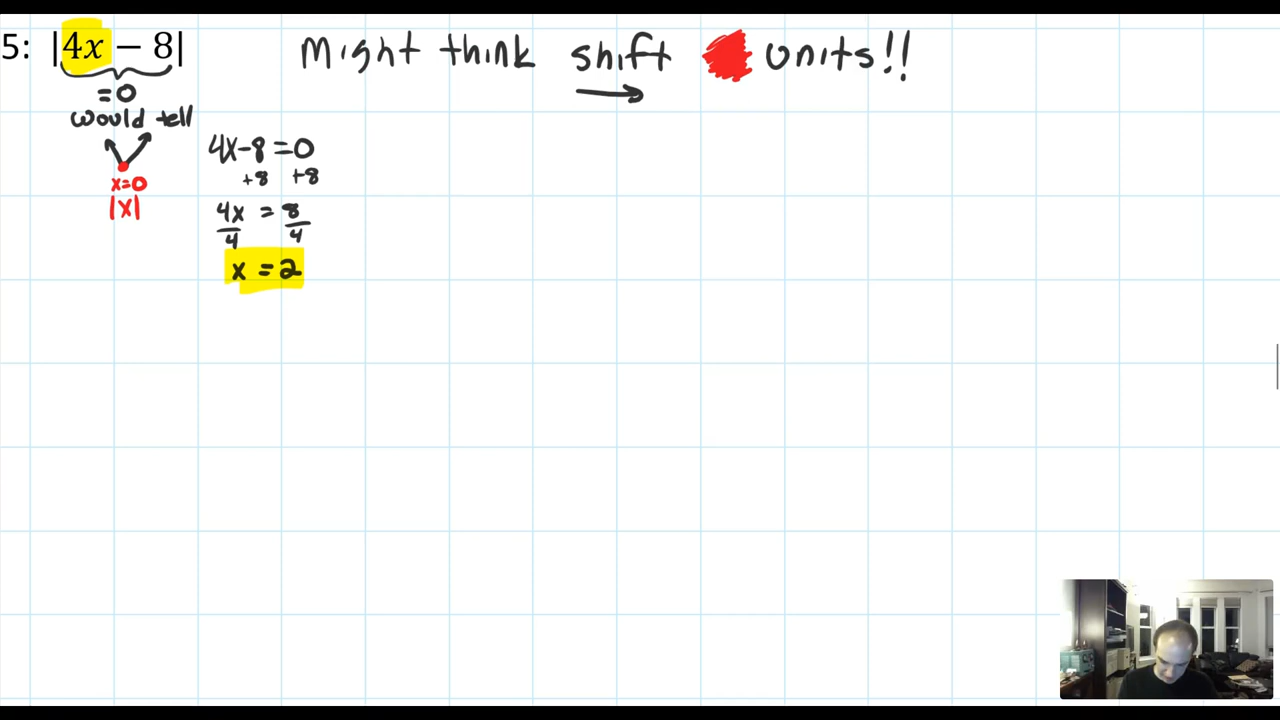 5: |4x − 8|
Might think shift units!!
=0
would tell
x=0
|x|
4x-8=0
+8 +8
4x = 8
4 4
x = 2